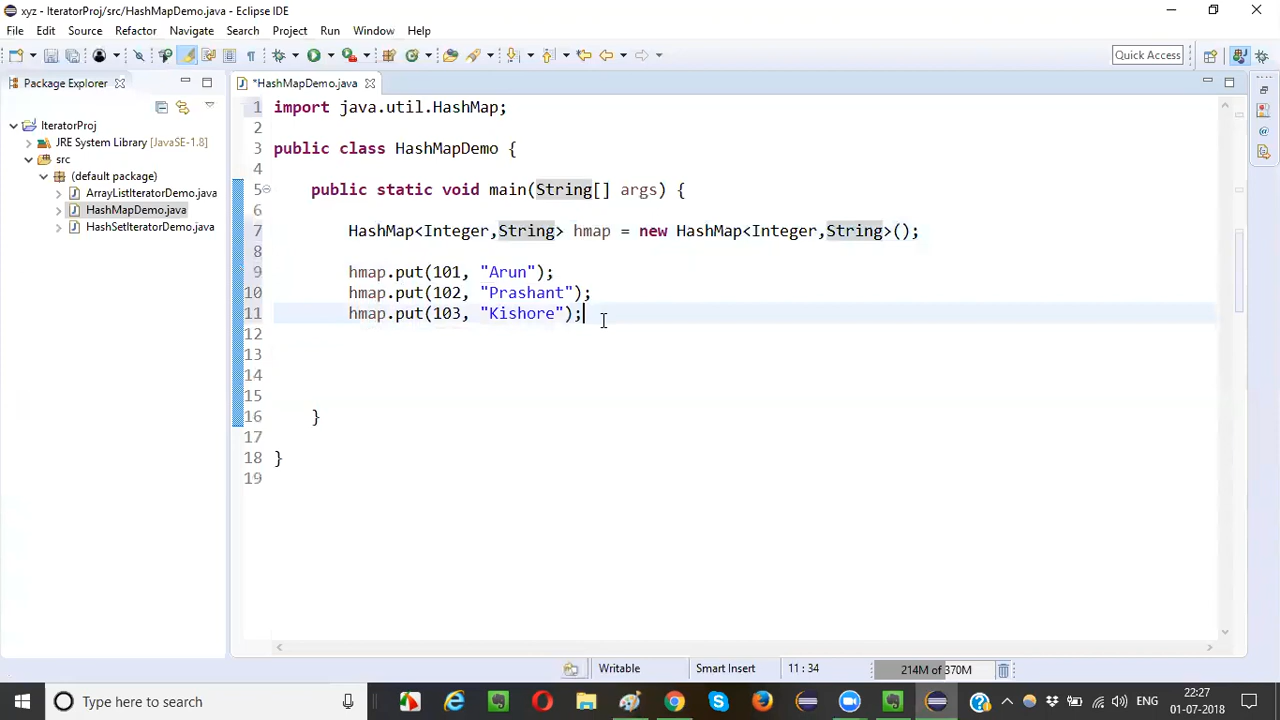 xyz - IteratorProj/src/HashMapDemo.java - Eclipse IDE
File Edit Source Refactor Navigate Search Project Run Window Help
Quick Access
Package Explorer
*HashMapDemo.java
IteratorProj
JRE System Library [JavaSE-1.8]
src
(default package)
ArrayListIteratorDemo.java
HashMapDemo.java
HashSetIteratorDemo.java
1 import java.util.HashMap;
2
3 public class HashMapDemo {
4
5 public static void main(String[] args) {
6
7 HashMap<Integer,String> hmap = new HashMap<Integer,String>();
8
9 hmap.put(101, "Arun");
10 hmap.put(102, "Prashant");
11 hmap.put(103, "Kishore");
12
13
14
15
16 }
17
18 }
19
Writable Smart Insert 11 : 34 214M of 370M
Type here to search
ENG
22:27
01-07-2018